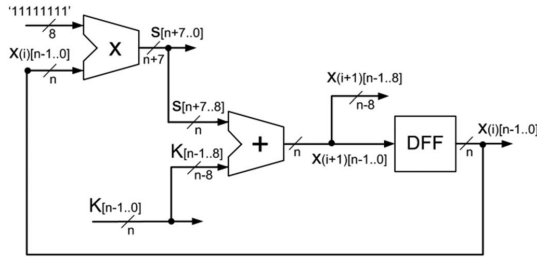 '11111111'
8
X(i)[n-1..0]
n
X
S[n+7..0]
n+7
S[n+7..8]
n
K[n-1..8]
n-8
K[n-1..0]
n
+
n
X(i+1)[n-1..8]
n-8
X(i+1)[n-1..0]
DFF
n
X(i)[n-1..0]